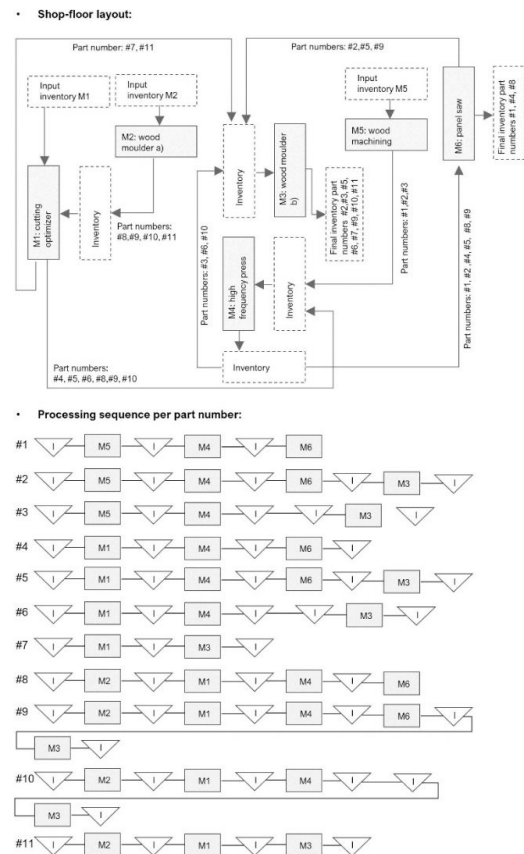 • Shop-floor layout:
Part number: #7, #11
Part numbers: #2,#5, #9
Input
inventory M1
Input
inventory M2
Input
inventory M5
M2: wood
moulder a)
M5: wood
machining
M6: panel saw
Final inventory part
numbers #1, #4, #8
M1: cutting
optimizer
Inventory
Inventory
M3: wood moulder
b)
Final inventory part
numbers #2,#3, #5,
#6, #7, #9, #10, #11
Part numbers:
#8,#9, #10, #11
Part numbers: #1,#2,#3
Part numbers: #3, #6, #10
M4: high
frequency press
Inventory
Part numbers: #1, #2 ,#4, #5, #8, #9
Inventory
Part numbers:
#4, #5, #6, #8,#9, #10
• Processing sequence per part number:
#1 I M5 I M4 I M6
#2 I M5 I M4 I M6 I M3 I
#3 I M5 I M4 I I M3 I
#4 I M1 I M4 I M6 I
#5 I M1 I M4 I M6 I M3 I
#6 I M1 I M4 I I M3 I
#7 I M1 I M3 I
#8 I M2 I M1 I M4 I M6
#9 I M2 I M1 I M4 I M6 I
M3 I
#10 I M2 I M1 I M4 I I
M3 I
#11 I M2 I M1 I M3 I